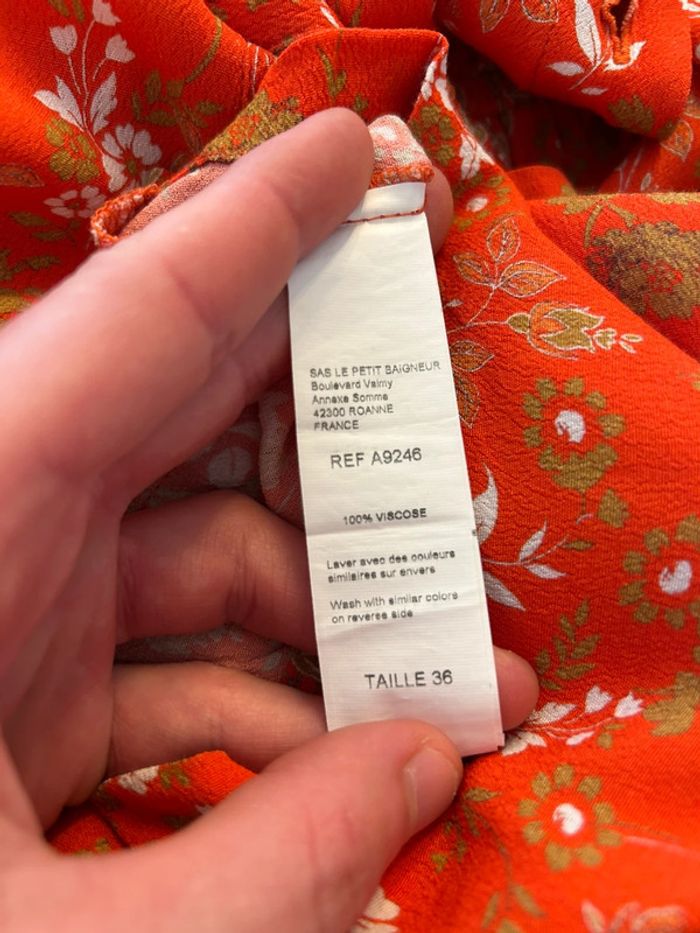 SAS LE PETIT BAIGNEUR
Boulevard Valmy
Annexe Somme
42300 ROANNE
FRANCE
REF A9246
100% VISCOSE
Laver avec des couleurs
similaires sur envers
Wash with similar colors
on reverse side
TAILLE 36